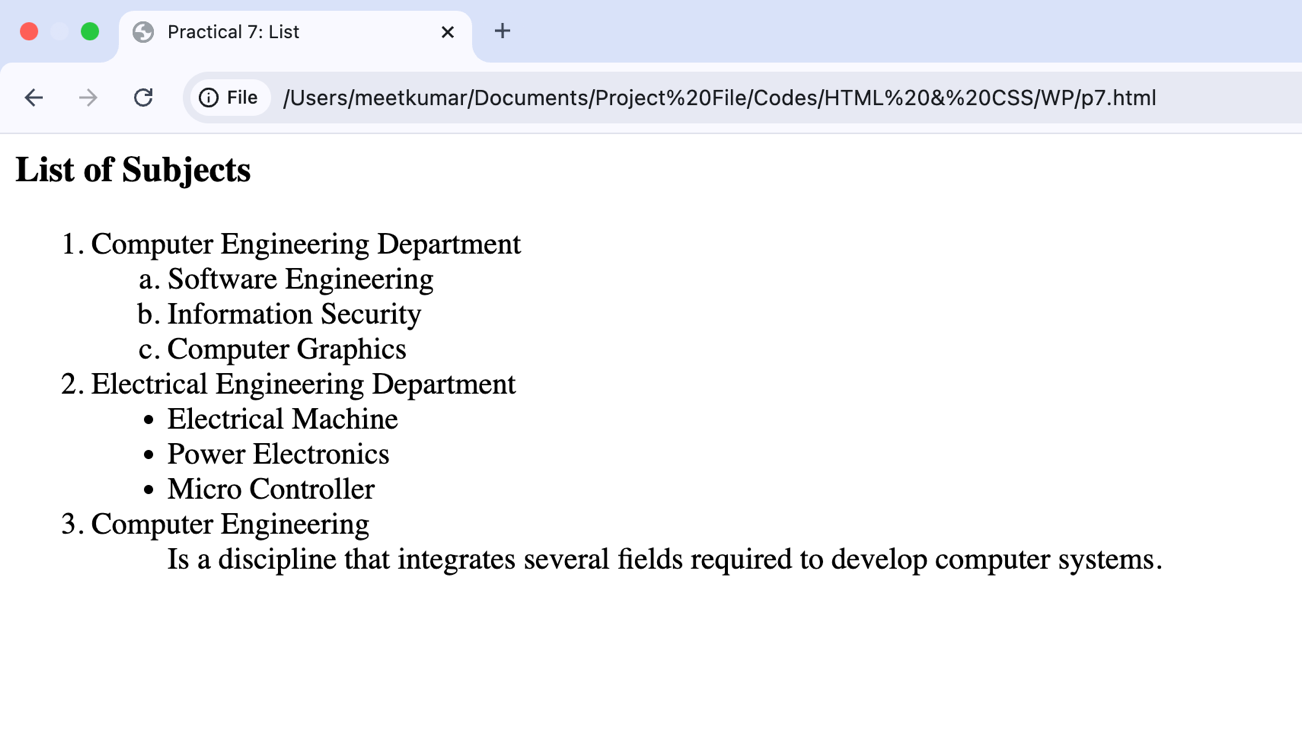 Practical 7: List
File /Users/meetkumar/Documents/Project%20File/Codes/HTML%20&%20CSS/WP/p7.html
List of Subjects
1. Computer Engineering Department
a. Software Engineering
b. Information Security
c. Computer Graphics
2. Electrical Engineering Department
• Electrical Machine
• Power Electronics
• Micro Controller
3. Computer Engineering
Is a discipline that integrates several fields required to develop computer systems.